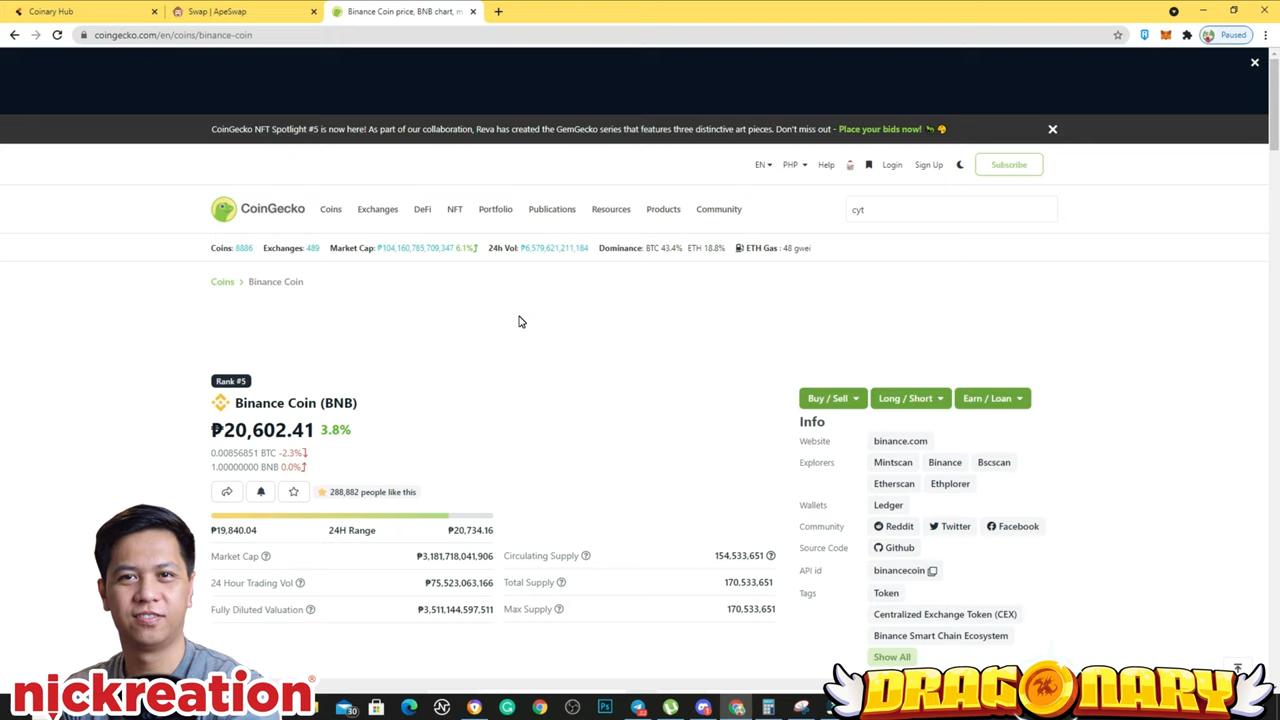 Coinary Hub
Swap | ApeSwap
Binance Coin price, BNB chart, m
coingecko.com/en/coins/binance-coin
Paused
CoinGecko NFT Spotlight #5 is now here! As part of our collaboration, Reva has created the GemGecko series that features three distinctive art pieces. Don't miss out - Place your bids now!
EN PHP Help Login Sign Up Subscribe
CoinGecko Coins Exchanges DeFi NFT Portfolio Publications Resources Products Community cyt
Coins: 8886 Exchanges: 489 Market Cap: ₱104,160,785,709,347 6.1% 24h Vol: ₱6,579,621,211,184 Dominance: BTC 43.4% ETH 18.8% ETH Gas: 48 gwei
Coins > Binance Coin
Rank #5
Binance Coin (BNB)
₱20,602.41 3.8%
0.00856851 BTC -2.3%
1.00000000 BNB 0.0%
288,882 people like this
₱19,840.04 24H Range ₱20,734.16
Market Cap ₱3,181,718,041,906
24 Hour Trading Vol ₱75,523,063,166
Fully Diluted Valuation ₱3,511,144,597,511
Circulating Supply 154,533,651
Total Supply 170,533,651
Max Supply 170,533,651
Buy / Sell Long / Short Earn / Loan
Info
Website binance.com
Explorers Mintscan Binance Bscscan
Etherscan Ethplorer
Wallets Ledger
Community Reddit Twitter Facebook
Source Code Github
API id binancecoin
Tags Token
Centralized Exchange Token (CEX)
Binance Smart Chain Ecosystem
Show All
nickreation
DRAGONARY
30